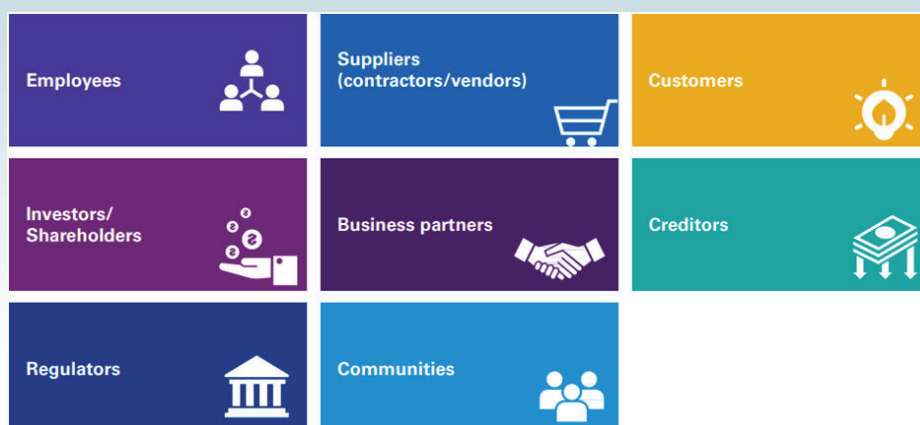 Employees
Suppliers
(contractors/vendors)
Customers
Investors/
Shareholders
Business partners
Creditors
Regulators
Communities